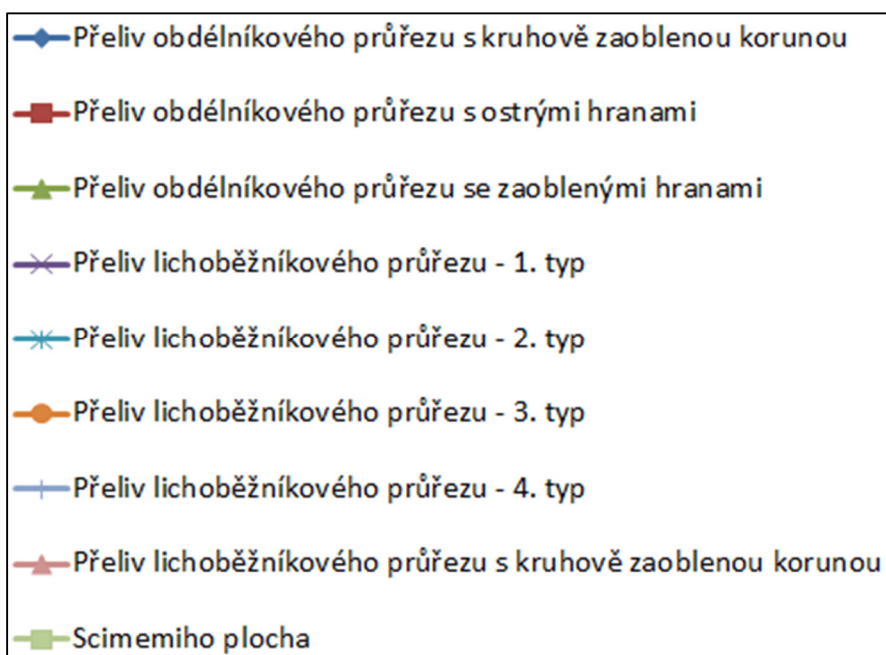 Přeliv obdélníkového průřezu s kruhově zaoblenou korunou
Přeliv obdélníkového průřezu s ostrými hranami
Přeliv obdélníkového průřezu se zaoblenými hranami
Přeliv lichoběžníkového průřezu - 1. typ
Přeliv lichoběžníkového průřezu - 2. typ
Přeliv lichoběžníkového průřezu - 3. typ
Přeliv lichoběžníkového průřezu - 4. typ
Přeliv lichoběžníkového průřezu s kruhově zaoblenou korunou
Scimemiho plocha